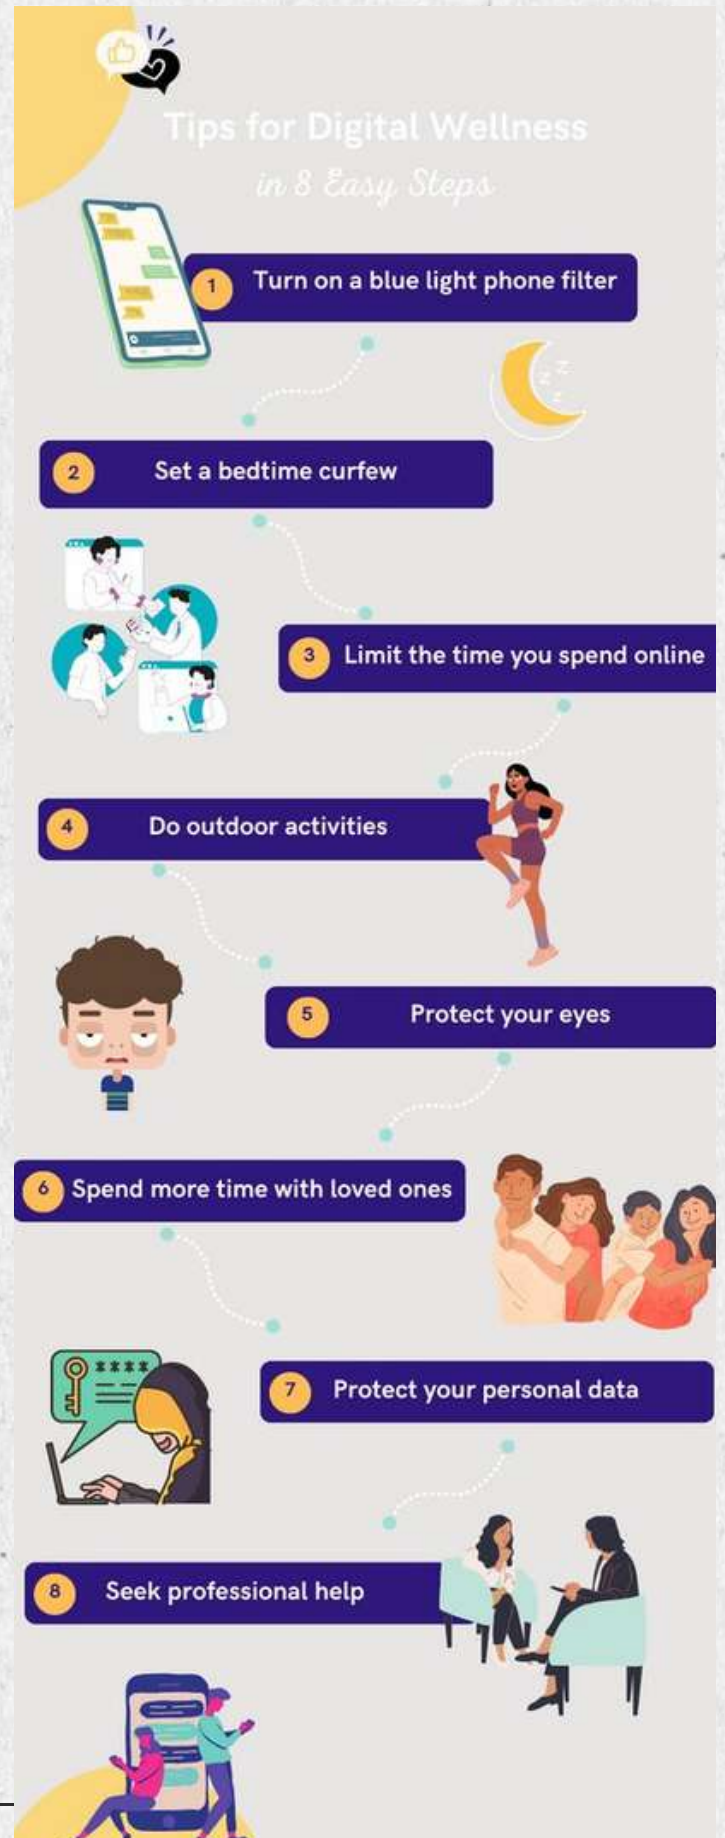 Tips for Digital Wellness
in 8 Easy Steps
1 Turn on a blue light phone filter
z z
z
2 Set a bedtime curfew
3 Limit the time you spend online
4 Do outdoor activities
5 Protect your eyes
6 Spend more time with loved ones
****
7 Protect your personal data
8 Seek professional help